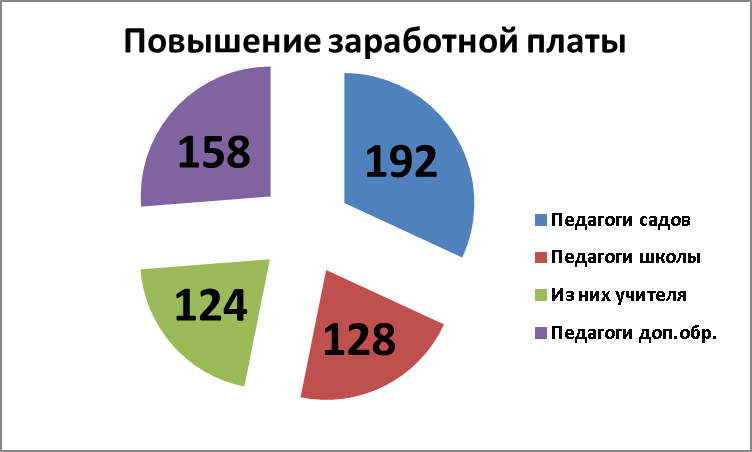 Повышение заработной платы
158
192
124
128
Педагоги садов
Педагоги школы
Из них учителя
Педагоги доп.обр.